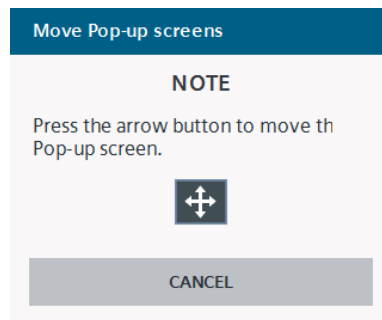 Move Pop-up screens
NOTE
Press the arrow button to move th
Pop-up screen.
CANCEL